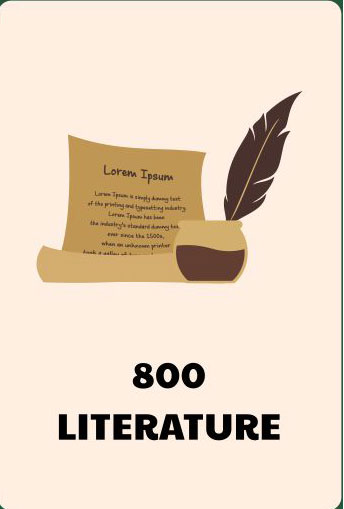 Lorem Ipsum
Lorem Ipsum is simply dummy text
of the printing and typesetting industry.
Lorem Ipsum has been
the industry's standard dummy
ever since the 1500s,
when an unknown printer
800
LITERATURE